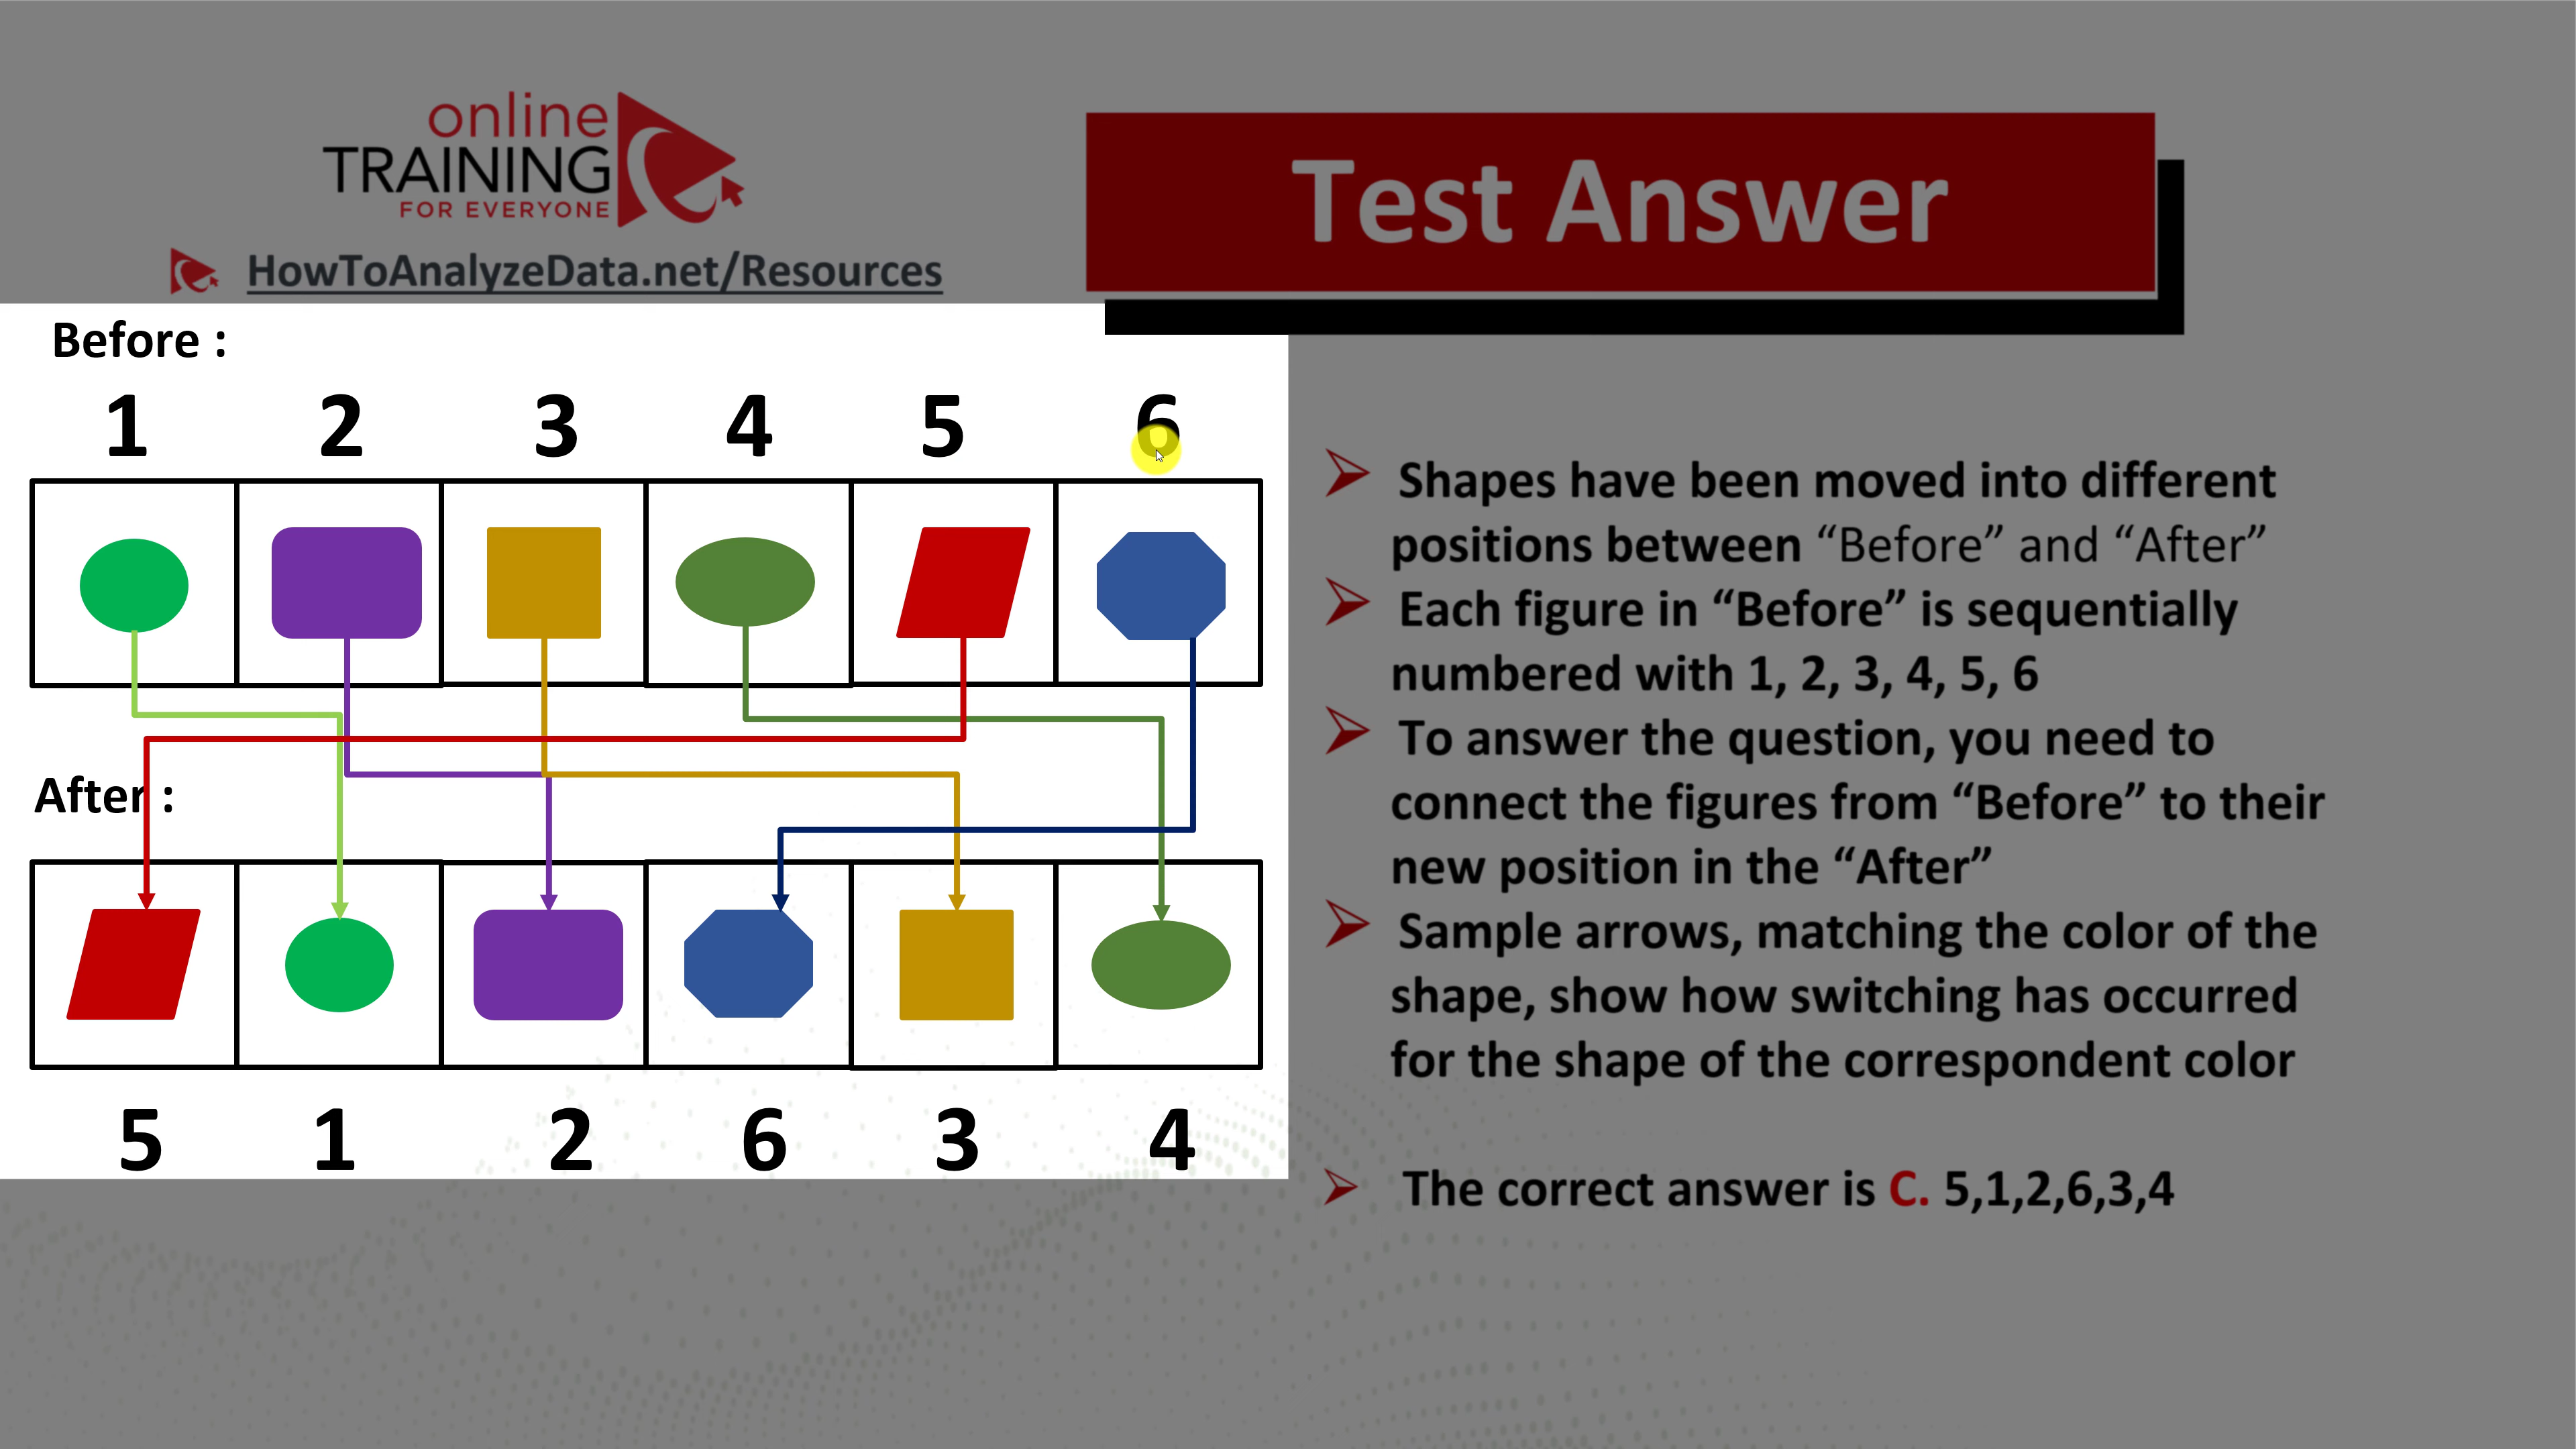 online
TRAINING
FOR EVERYONE
HowToAnalyzeData.net/Resources
Test Answer
Before :
1 2 3 4 5 6
After :
5 1 2 6 3 4
Shapes have been moved into different
positions between “Before” and “After”
Each figure in “Before” is sequentially
numbered with 1, 2, 3, 4, 5, 6
To answer the question, you need to
connect the figures from “Before” to their
new position in the “After”
Sample arrows, matching the color of the
shape, show how switching has occurred
for the shape of the correspondent color
The correct answer is C. 5,1,2,6,3,4